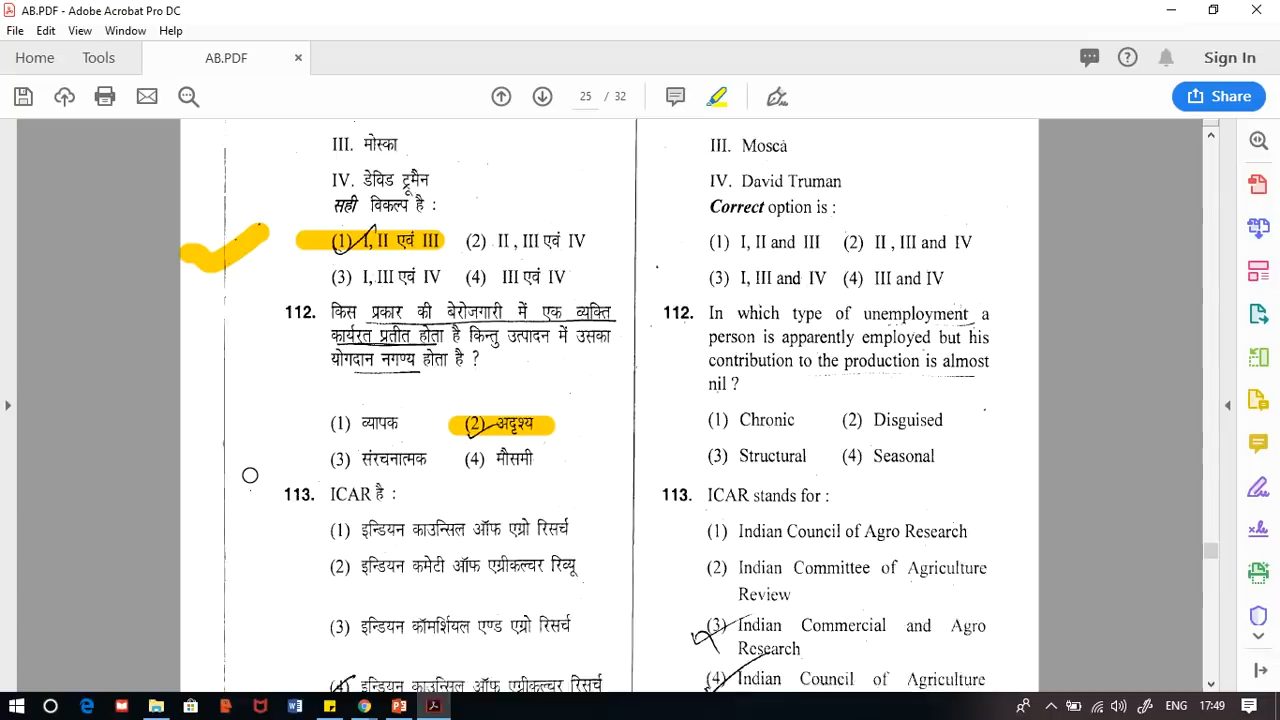 AB.PDF - Adobe Acrobat Pro DC
File Edit View Window Help
Home Tools AB.PDF × Sign In
25 / 32 Share
III. मोस्का
IV. डेविड ट्रूमैन
सही विकल्प है :
(1) I, II एवं III (2) II , III एवं IV
(3) I, III एवं IV (4) III एवं IV
112. किस प्रकार की बेरोजगारी में एक व्यक्ति
कार्यरत प्रतीत होता है किन्तु उत्पादन में उसका
योगदान नगण्य होता है ?
(1) व्यापक (2) अदृश्य
(3) संरचनात्मक (4) मौसमी
113. ICAR है :
(1) इन्डियन काउन्सिल ऑफ एग्रो रिसर्च
(2) इन्डियन कमेटी ऑफ एग्रीकल्चर रिव्यू
(3) इन्डियन कॉमर्शियल एण्ड एग्रो रिसर्च
(4) इन्डियन काउन्सिल ऑफ एग्रीकल्चर रिसर्च
III. Mosca
IV. David Truman
Correct option is :
(1) I, II and III (2) II , III and IV
(3) I, III and IV (4) III and IV
112. In which type of unemployment a
person is apparently employed but his
contribution to the production is almost
nil ?
(1) Chronic (2) Disguised
(3) Structural (4) Seasonal
113. ICAR stands for :
(1) Indian Council of Agro Research
(2) Indian Committee of Agriculture
Review
(3) Indian Commercial and Agro
Research
(4) Indian Council of Agriculture
ENG 17:49